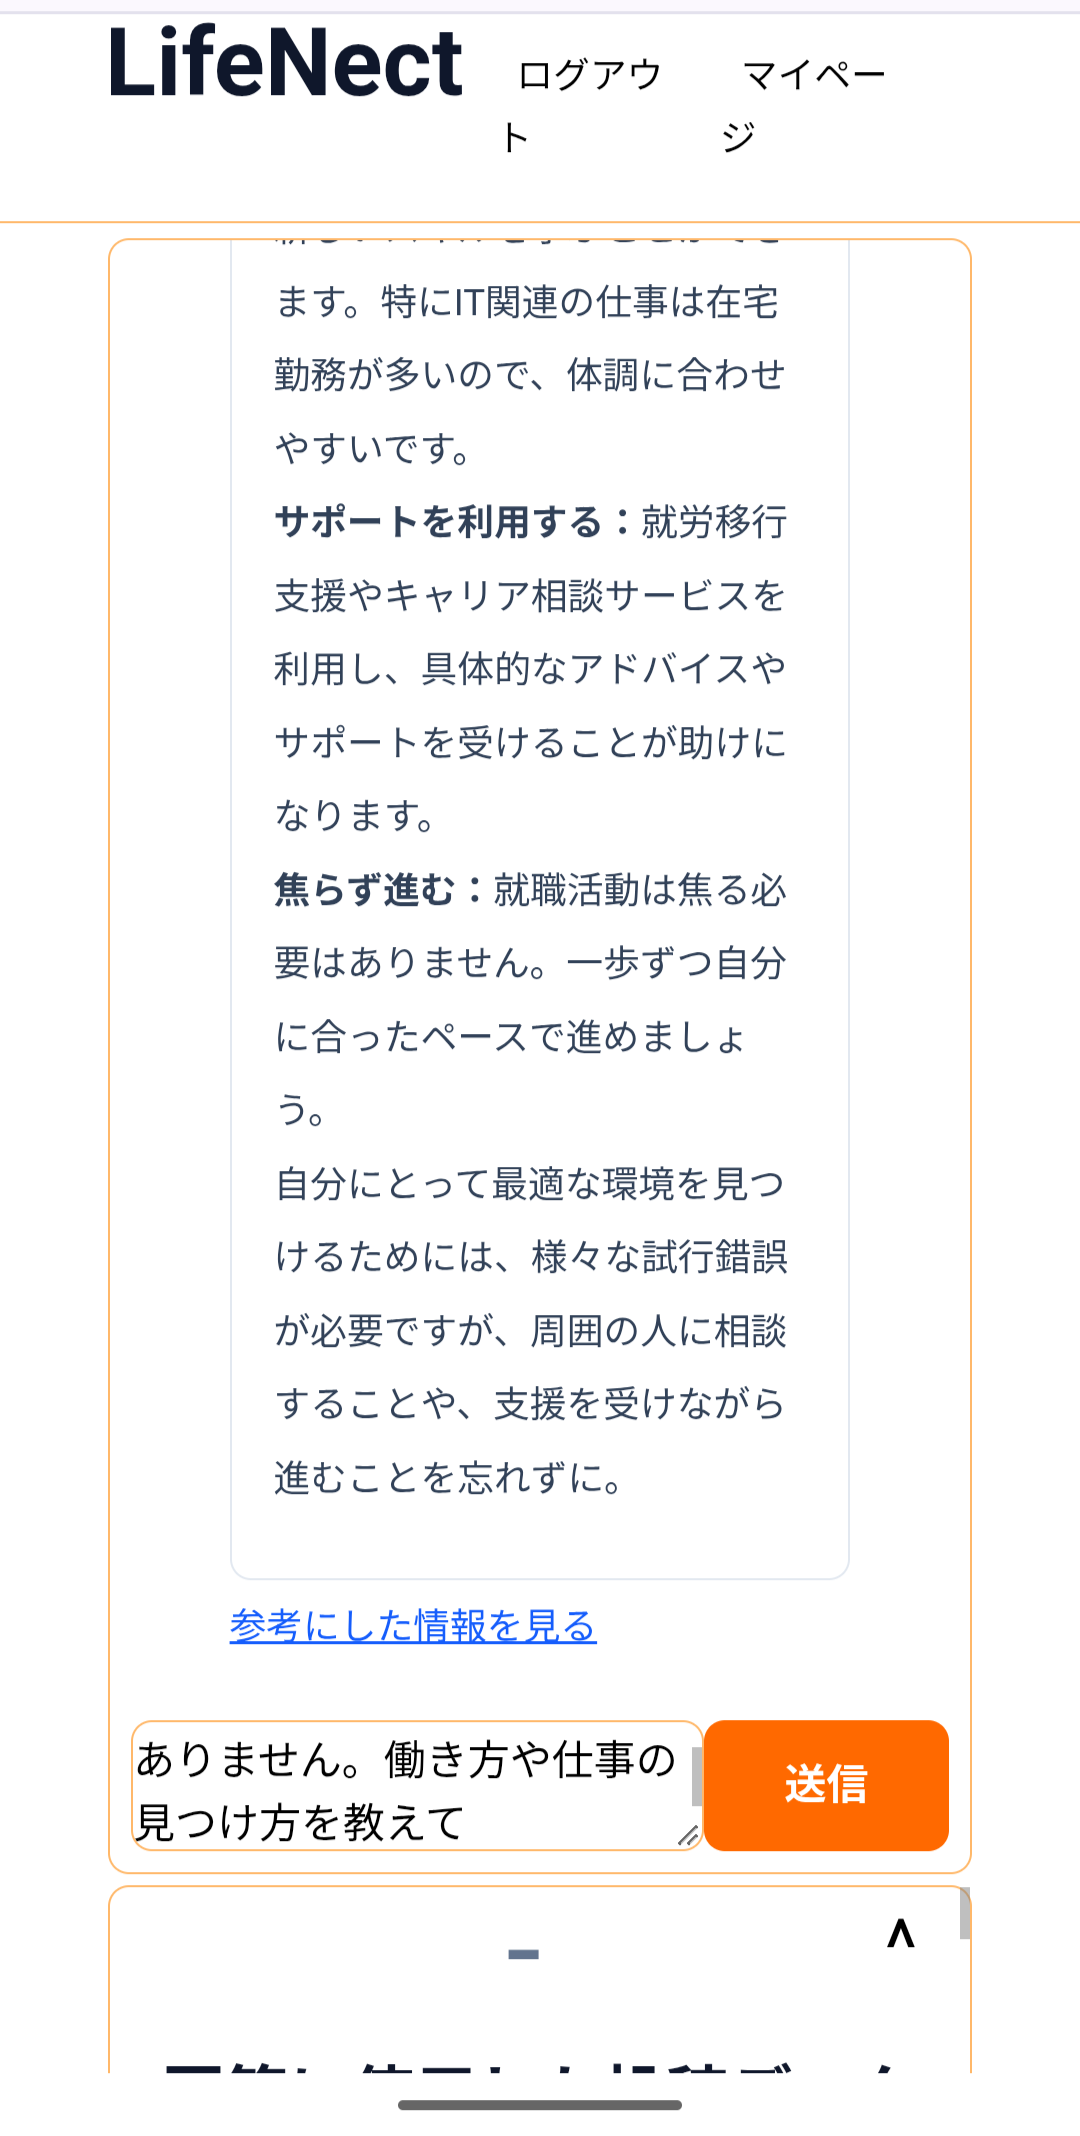 LifeNect
ログアウ
ト
マイペー
ジ
ます。特にIT関連の仕事は在宅
勤務が多いので、体調に合わせ
やすいです。
サポートを利用する：就労移行
支援やキャリア相談サービスを
利用し、具体的なアドバイスや
サポートを受けることが助けに
なります。
焦らず進む：就職活動は焦る必
要はありません。一歩ずつ自分
に合ったペースで進めましょ
う。
自分にとって最適な環境を見つ
けるためには、様々な試行錯誤
が必要ですが、周囲の人に相談
することや、支援を受けながら
進むことを忘れずに。
参考にした情報を見る
ありません。働き方や仕事の
見つけ方を教えて
送信